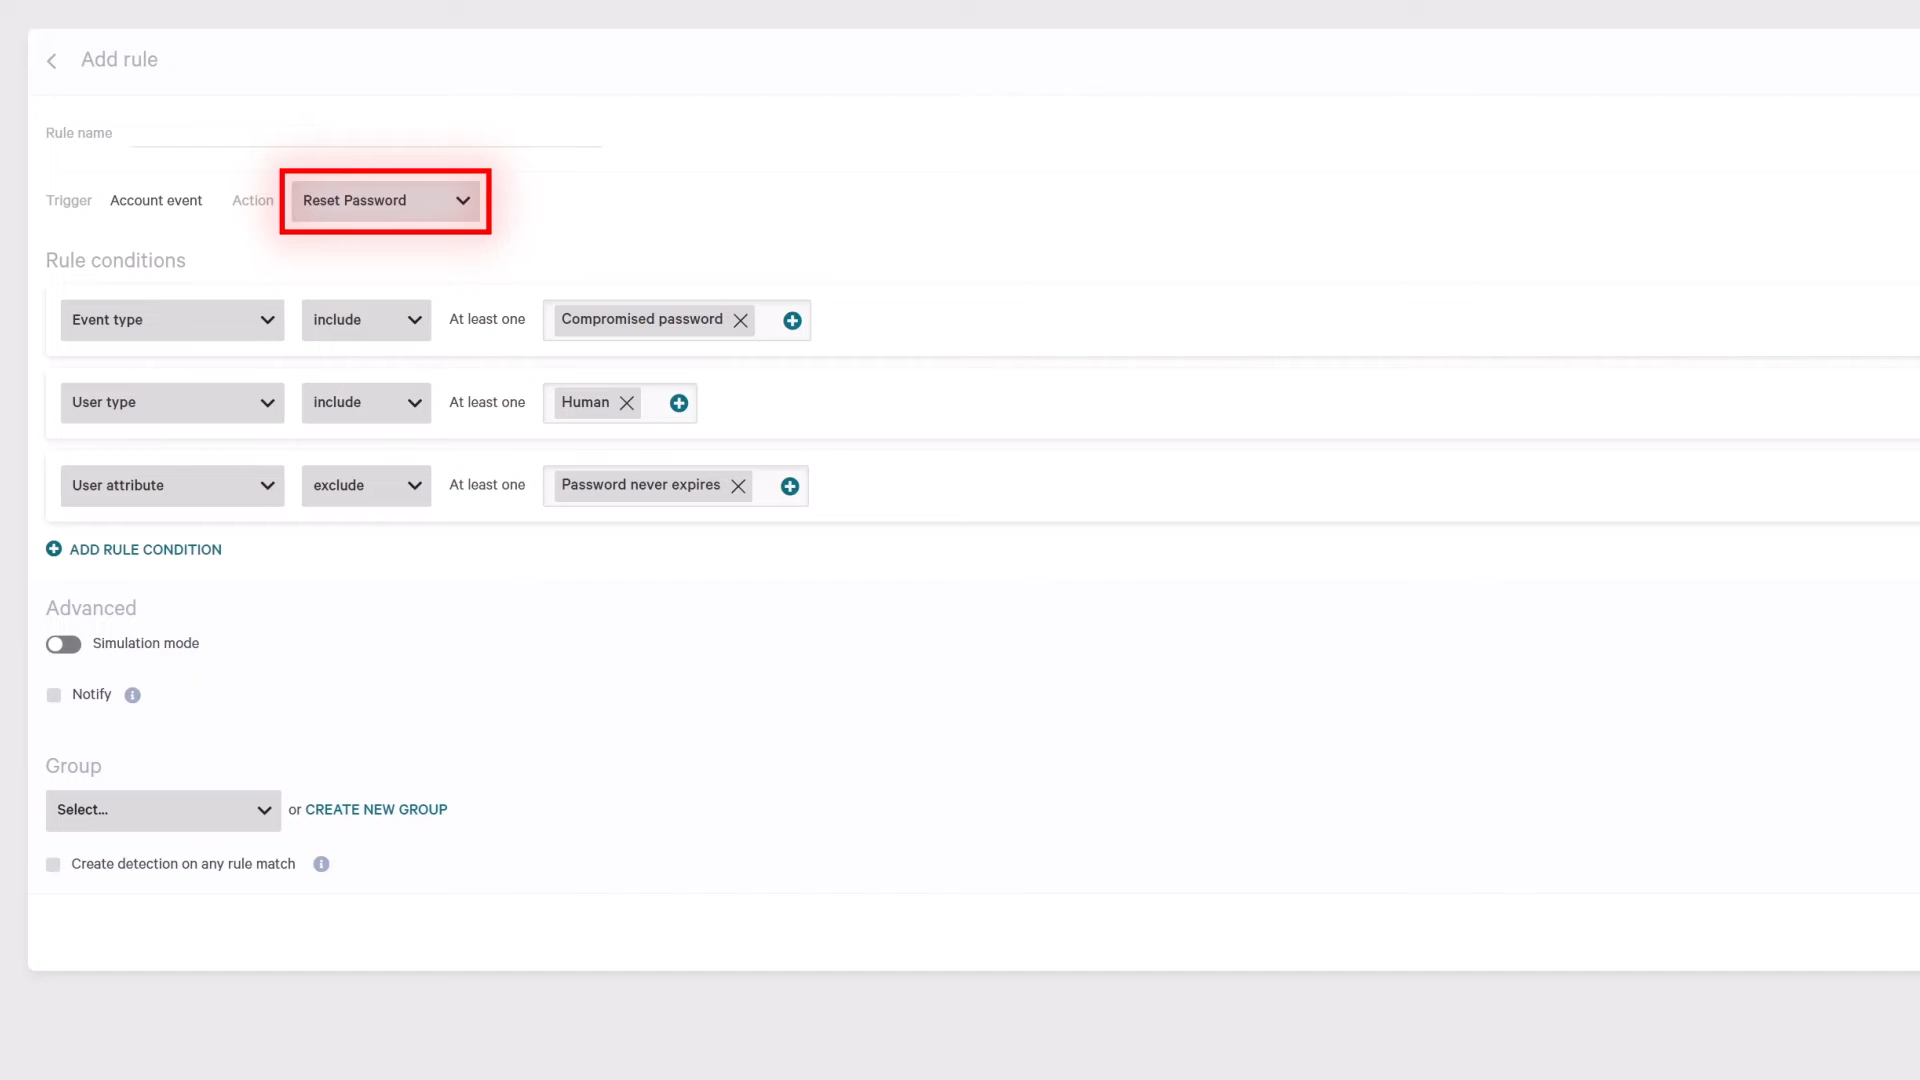 Add rule
Rule name
Trigger Account event Action Reset Password
Rule conditions
Event type include At least one Compromised password
User type include At least one Human
User attribute exclude At least one Password never expires
ADD RULE CONDITION
Advanced
Simulation mode
Notify
Group
Select... or CREATE NEW GROUP
Create detection on any rule match